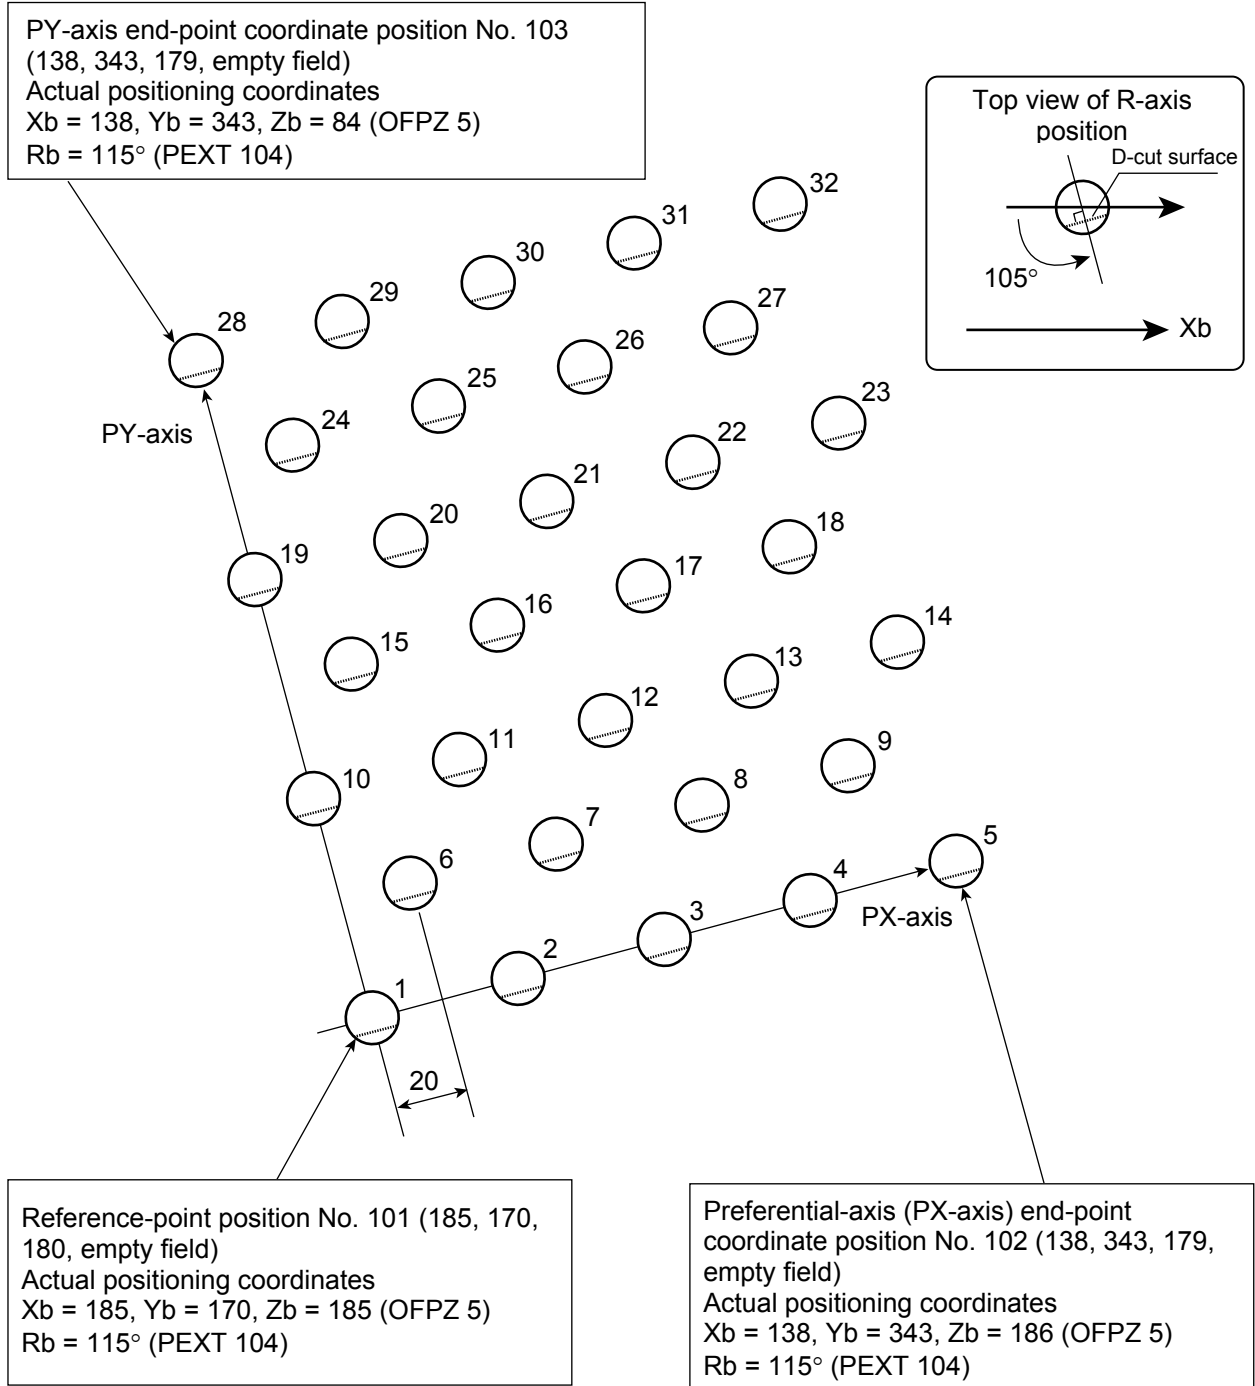 PY-axis end-point coordinate position No. 103
(138, 343, 179, empty field)
Actual positioning coordinates
Xb = 138, Yb = 343, Zb = 84 (OFPZ 5)
Rb = 115° (PEXT 104)
Top view of R-axis
position
D-cut surface
105°
Xb
32
31
30
29
28
27
26
25
24
23
22
21
20
19
18
17
16
15
14
13
12
11
10
9
8
7
6
5
4
3
2
1
PY-axis
PX-axis
20
Reference-point position No. 101 (185, 170,
180, empty field)
Actual positioning coordinates
Xb = 185, Yb = 170, Zb = 185 (OFPZ 5)
Rb = 115° (PEXT 104)
Preferential-axis (PX-axis) end-point
coordinate position No. 102 (138, 343, 179,
empty field)
Actual positioning coordinates
Xb = 138, Yb = 343, Zb = 186 (OFPZ 5)
Rb = 115° (PEXT 104)